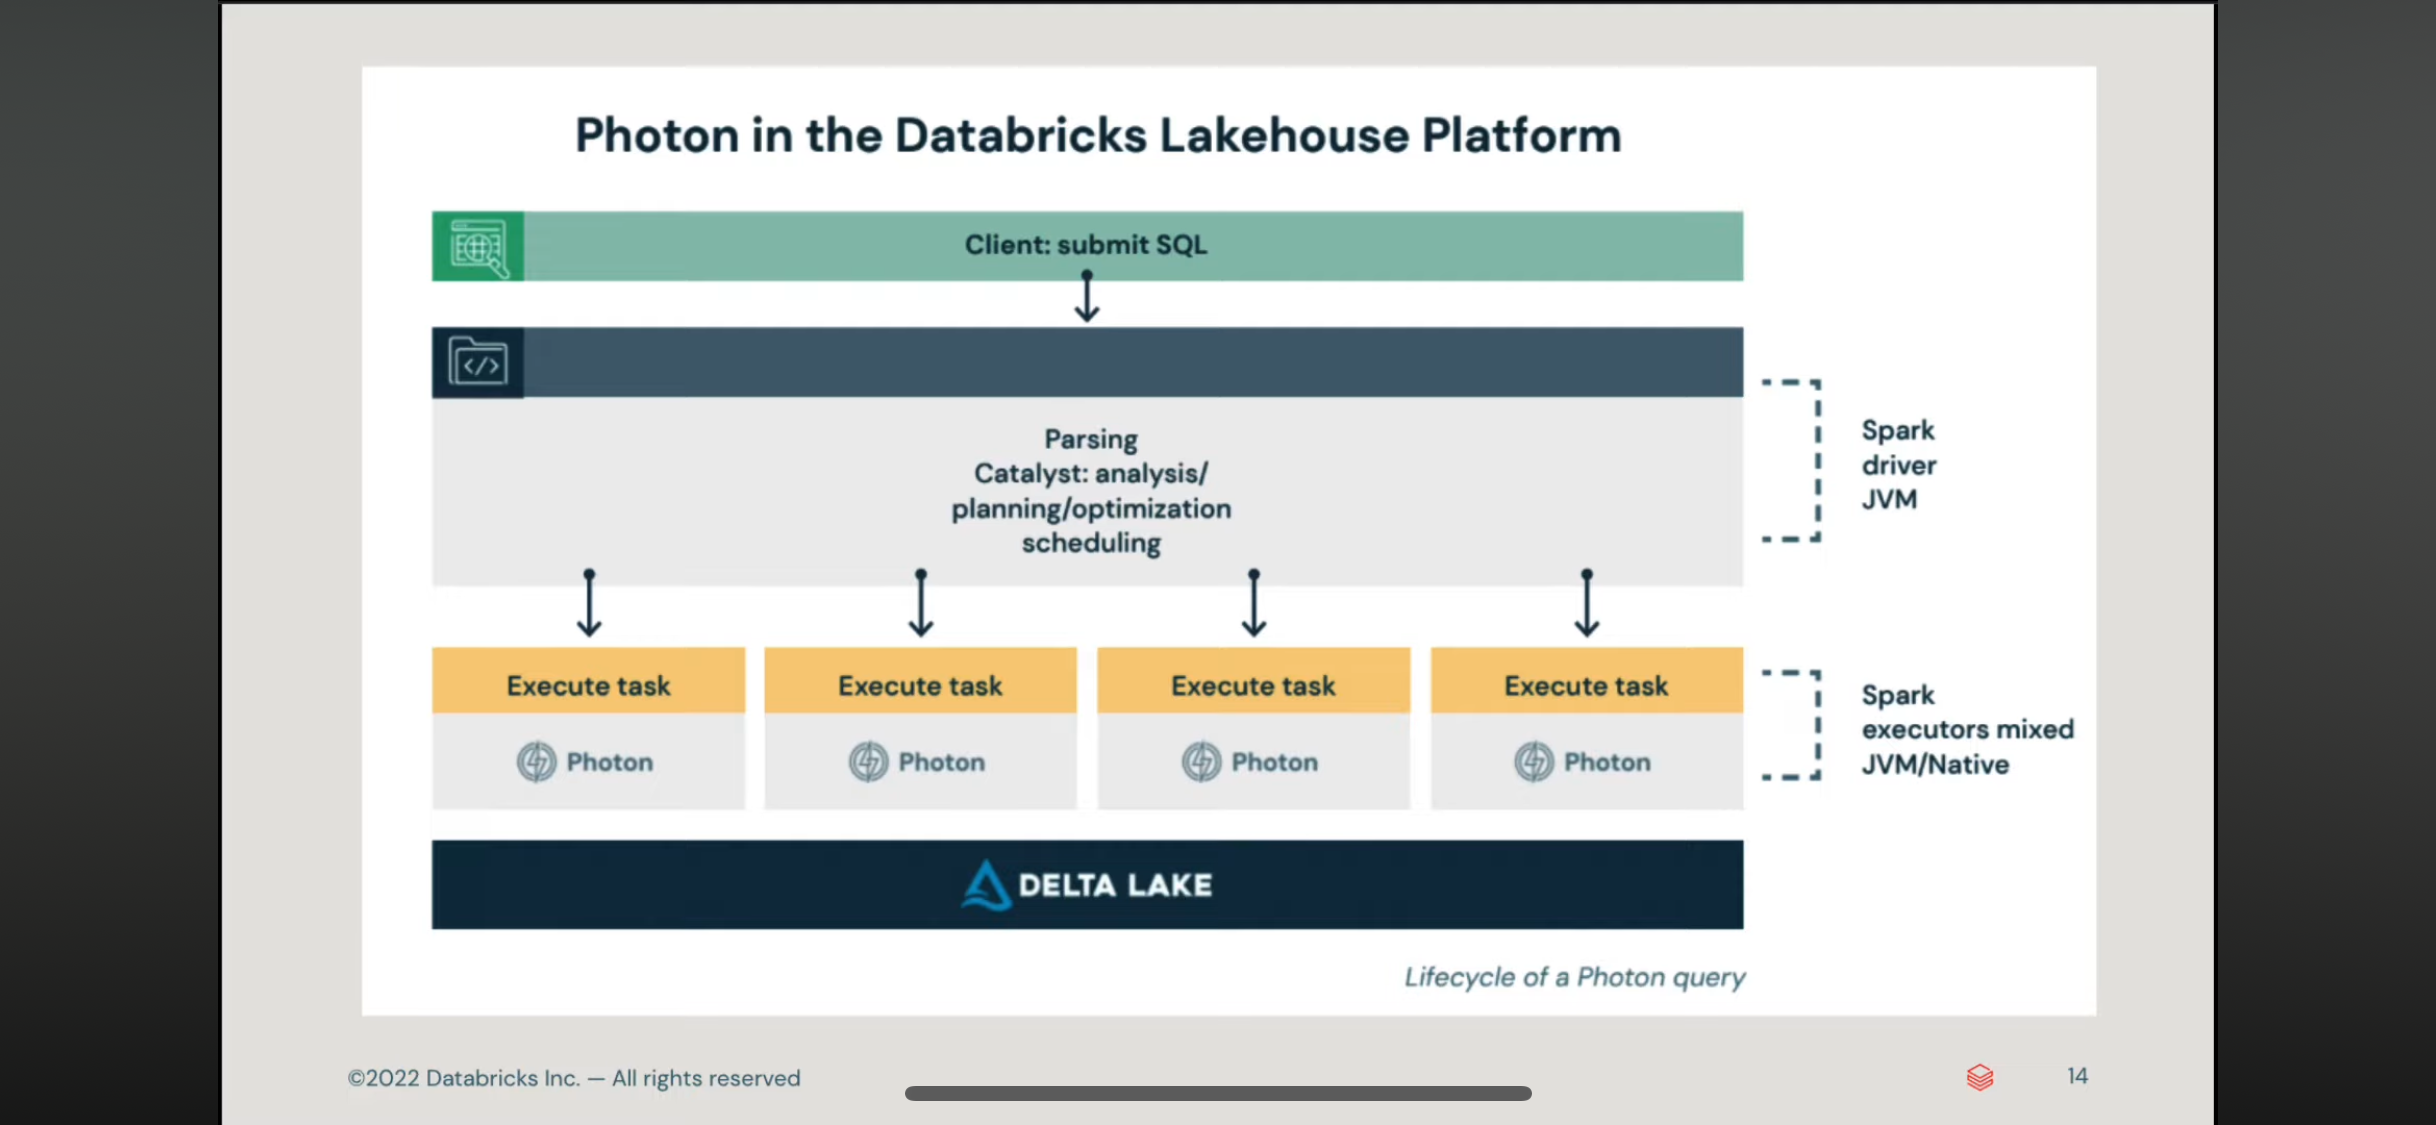 Photon in the Databricks Lakehouse Platform
Client: submit SQL
</>
Parsing
Catalyst: analysis/
planning/optimization
scheduling
Spark
driver
JVM
Execute task
Execute task
Execute task
Execute task
Photon
Photon
Photon
Photon
Spark
executors mixed
JVM/Native
DELTA LAKE
Lifecycle of a Photon query
©2022 Databricks Inc. — All rights reserved
14